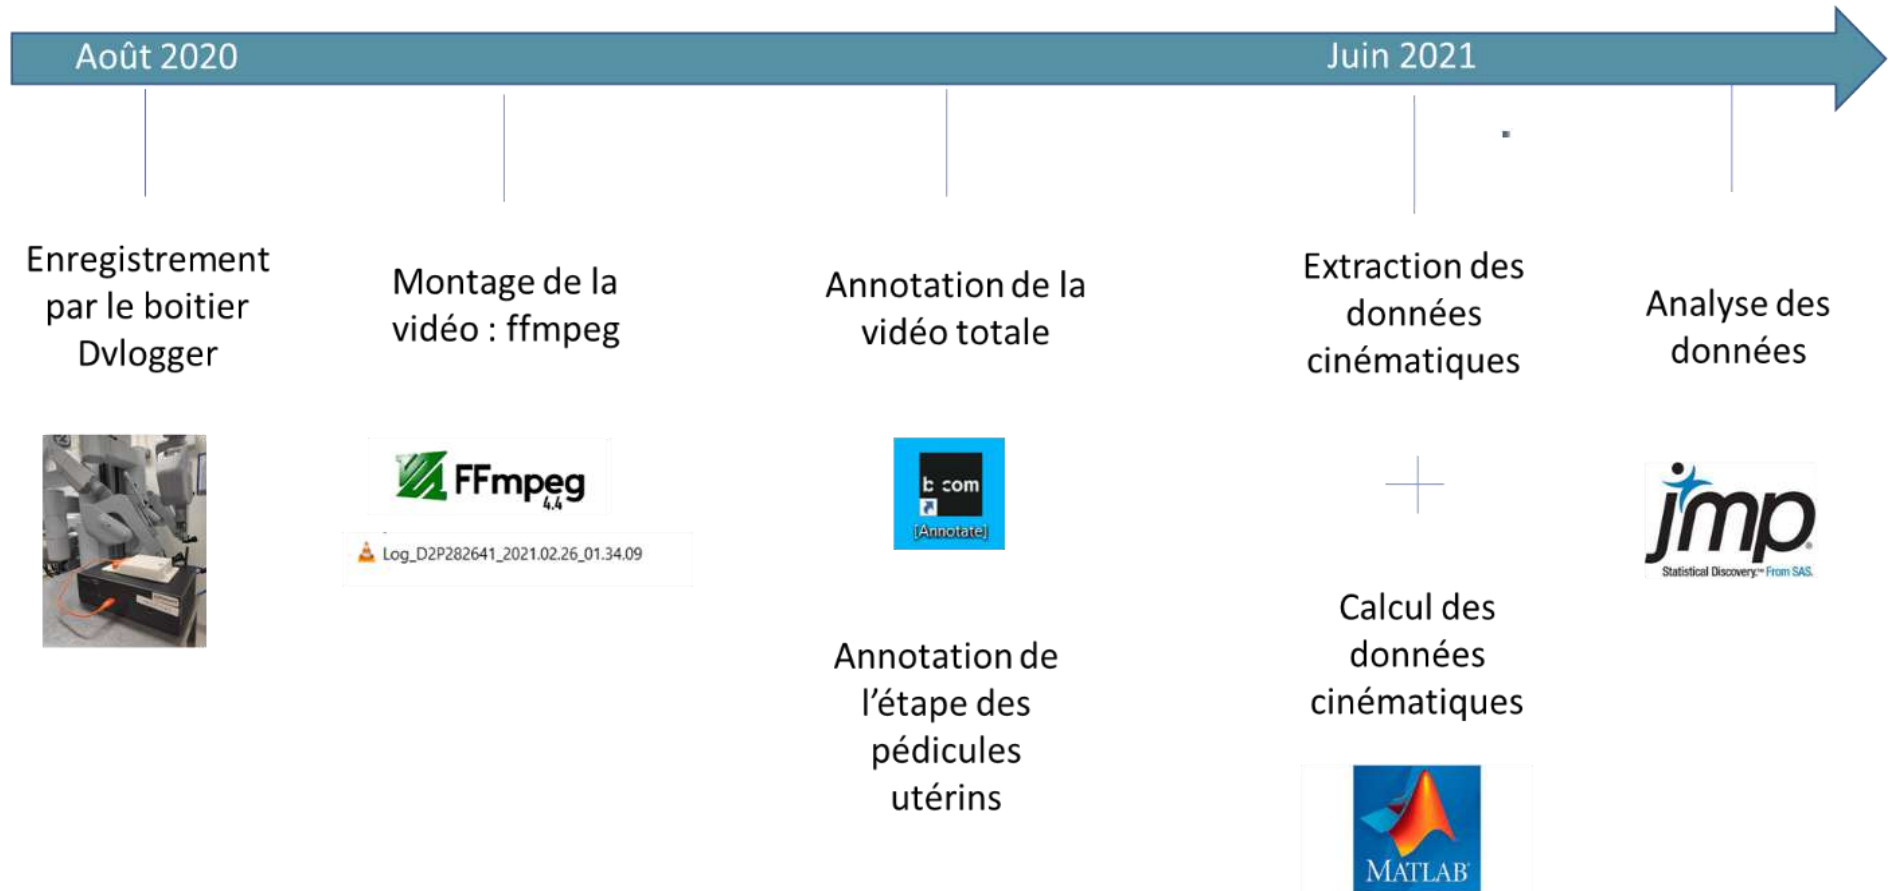 Août 2020
Juin 2021
Enregistrement
par le boitier
Dvlogger
Montage de la
vidéo : ffmpeg
FFmpeg
4.4
Log_D2P282641_2021.02.26_01.34.09
Annotation de la
vidéo totale
b com
[Annotate]
Annotation de
l'étape des
pédicules
utérins
Extraction des
données
cinématiques
Calcul des
données
cinématiques
MATLAB
Analyse des
données
jmp
Statistical Discovery.™ From SAS.